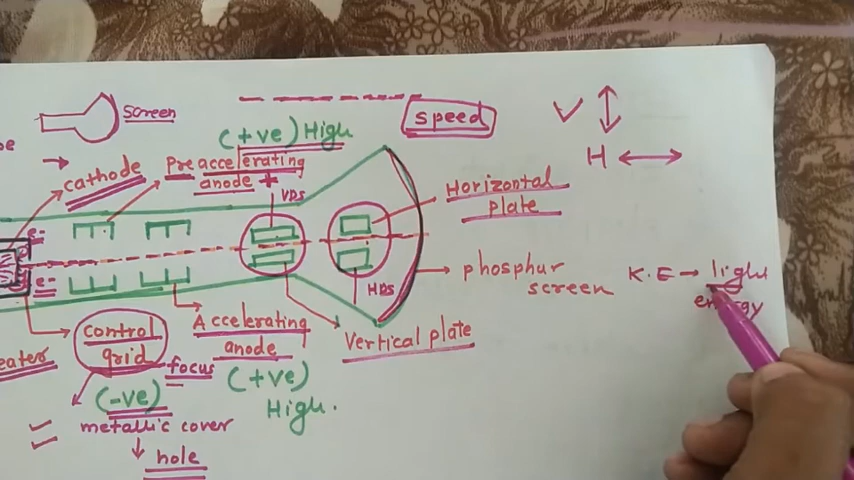 Screen
speed
V
H
(+ve) High
cathode
Pre accelerating
anode +
VDS
e-
e-
Horizontal
plate
phosphur
screen
K.E → light
energy
HDS
Vertical plate
control
grid
Accelerating
anode
focus
(+ve)
High.
(-ve)
metallic cover
hole